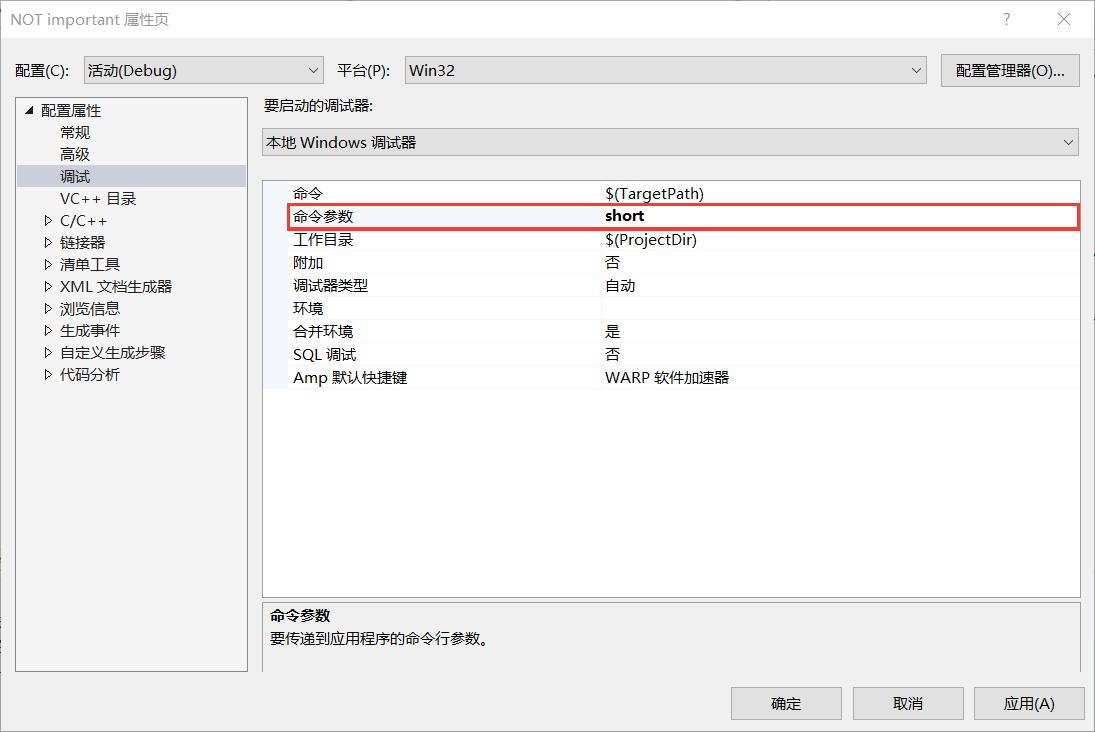 NOT important 属性页
配置(C): 活动(Debug) 平台(P): Win32 配置管理器(O)...
配置属性
常规
高级
调试
VC++ 目录
C/C++
链接器
清单工具
XML 文档生成器
浏览信息
生成事件
自定义生成步骤
代码分析
要启动的调试器:
本地 Windows 调试器
命令 $(TargetPath)
命令参数 short
工作目录 $(ProjectDir)
附加 否
调试器类型 自动
环境
合并环境 是
SQL 调试 否
Amp 默认快捷键 WARP 软件加速器
命令参数
要传递到应用程序的命令行参数。
确定 取消 应用(A)